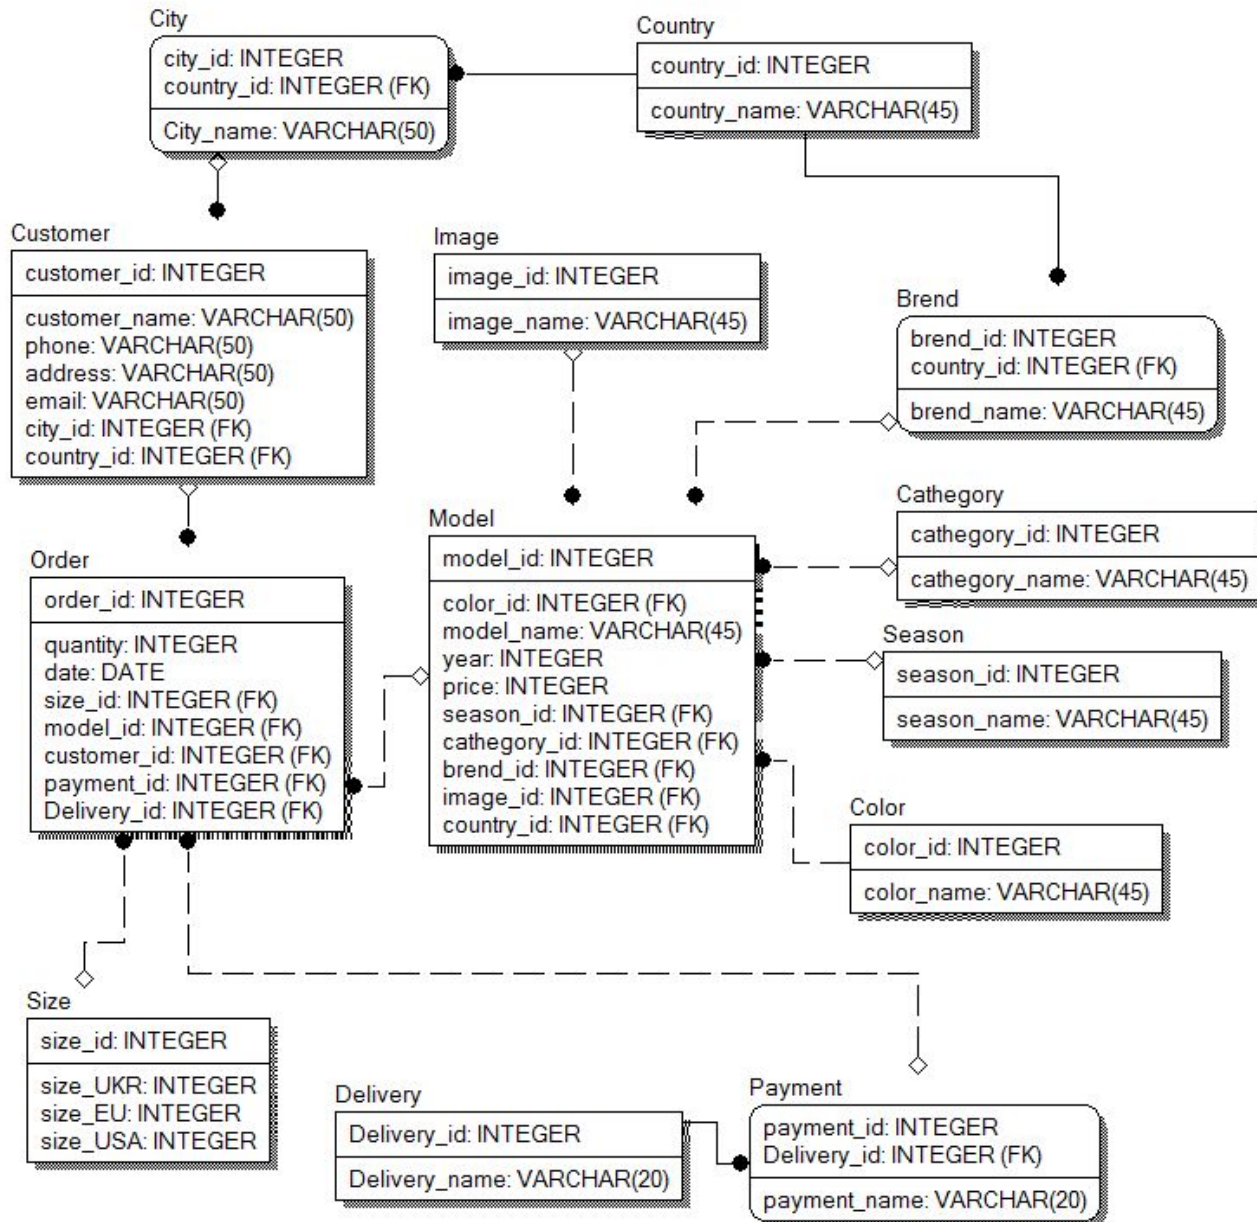 City
city_id: INTEGER
country_id: INTEGER (FK)
City_name: VARCHAR(50)
Country
country_id: INTEGER
country_name: VARCHAR(45)
Customer
customer_id: INTEGER
customer_name: VARCHAR(50)
phone: VARCHAR(50)
address: VARCHAR(50)
email: VARCHAR(50)
city_id: INTEGER (FK)
country_id: INTEGER (FK)
Image
image_id: INTEGER
image_name: VARCHAR(45)
Brend
brend_id: INTEGER
country_id: INTEGER (FK)
brend_name: VARCHAR(45)
Cathegory
cathegory_id: INTEGER
cathegory_name: VARCHAR(45)
Order
order_id: INTEGER
quantity: INTEGER
date: DATE
size_id: INTEGER (FK)
model_id: INTEGER (FK)
customer_id: INTEGER (FK)
payment_id: INTEGER (FK)
Delivery_id: INTEGER (FK)
Model
model_id: INTEGER
color_id: INTEGER (FK)
model_name: VARCHAR(45)
year: INTEGER
price: INTEGER
season_id: INTEGER (FK)
cathegory_id: INTEGER (FK)
brend_id: INTEGER (FK)
image_id: INTEGER (FK)
country_id: INTEGER (FK)
Season
season_id: INTEGER
season_name: VARCHAR(45)
Color
color_id: INTEGER
color_name: VARCHAR(45)
Size
size_id: INTEGER
size_UKR: INTEGER
size_EU: INTEGER
size_USA: INTEGER
Delivery
Delivery_id: INTEGER
Delivery_name: VARCHAR(20)
Payment
payment_id: INTEGER
Delivery_id: INTEGER (FK)
payment_name: VARCHAR(20)